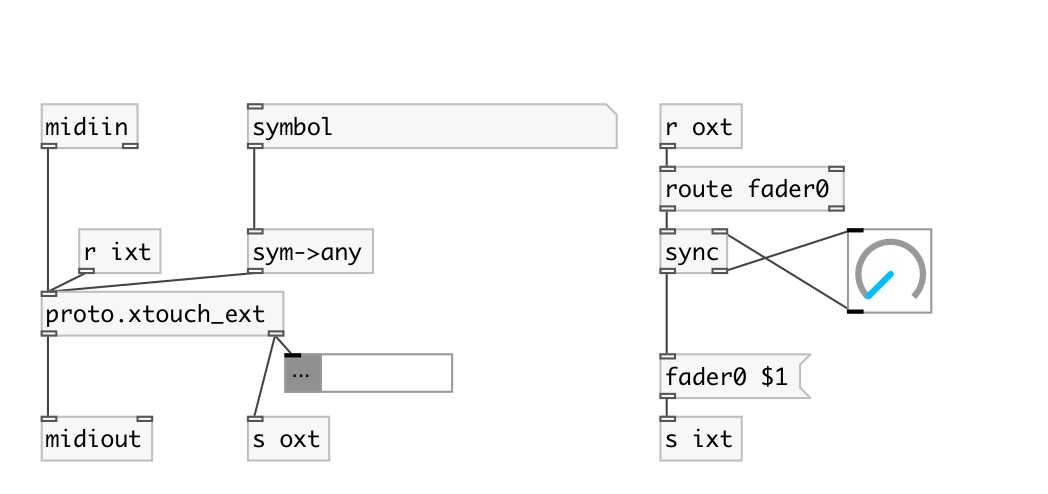 midiin
symbol
r oxt
route fader0
r ixt
sym->any
sync
proto.xtouch_ext
...
fader0 $1
midiout
s oxt
s ixt